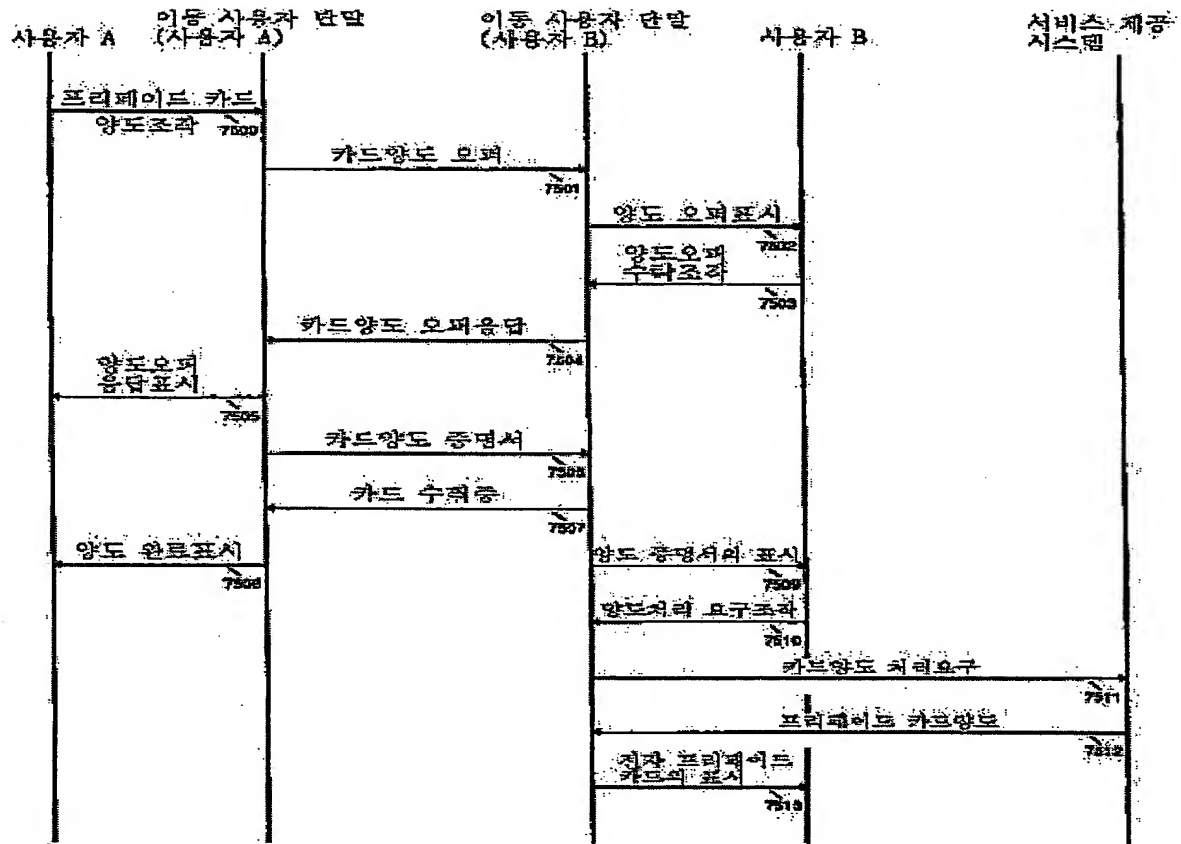 사용자 A
이동 사용자 단말
(사용자 A)
이동 사용자 단말
(사용자 B)
사용자 B
서비스 제공
시스템
프리페이드 카드
양도조작 7500
카드양도 오퍼
7501
양도 오퍼표시
7502
양도오퍼
수락조작
7503
카드양도 오퍼응답
7504
양도오퍼
응답표시
7505
카드양도 증명서
카드 수령증
7507
양도 완료표시
7508
양도 증명서의 표시
7509
양도처리 요구조작
7510
카드양도 처리요구
7511
프리페이드 카드양도
7512
전자 프리페이드
카드의 표시
7513